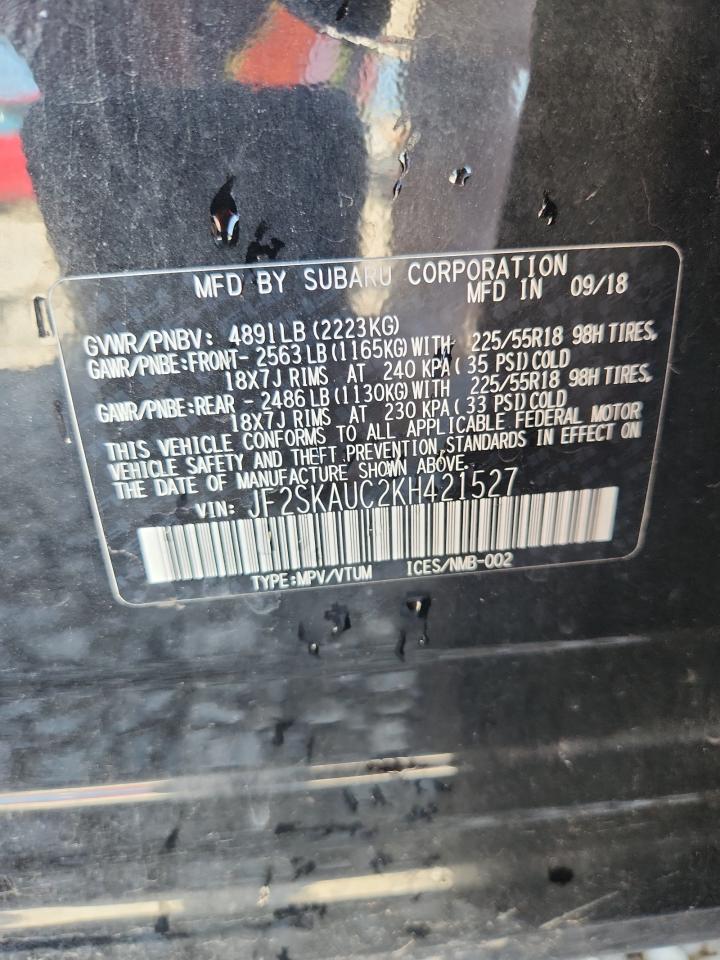 MFD BY SUBARU CORPORATION
MFD IN 09/18
GVWR/PNBV: 4891LB (2223KG)
GAWR/PNBE:FRONT- 2563 LB (1165KG) WITH 225/55R18 98H TIRES,
18X7J RIMS AT 240 KPA ( 35 PSI) COLD
GAWR/PNBE:REAR - 2486 LB (1130KG) WITH 225/55R18 98H TIRES,
18X7J RIMS AT 230 KPA ( 33 PSI) COLD
THIS VEHICLE CONFORMS TO ALL APPLICABLE FEDERAL MOTOR
VEHICLE SAFETY AND THEFT PREVENTION STANDARDS IN EFFECT ON
THE DATE OF MANUFACTURE SHOWN ABOVE.
VIN: JF2SKAUC2KH421527
TYPE:MPV/VTUM ICES/NMB-002